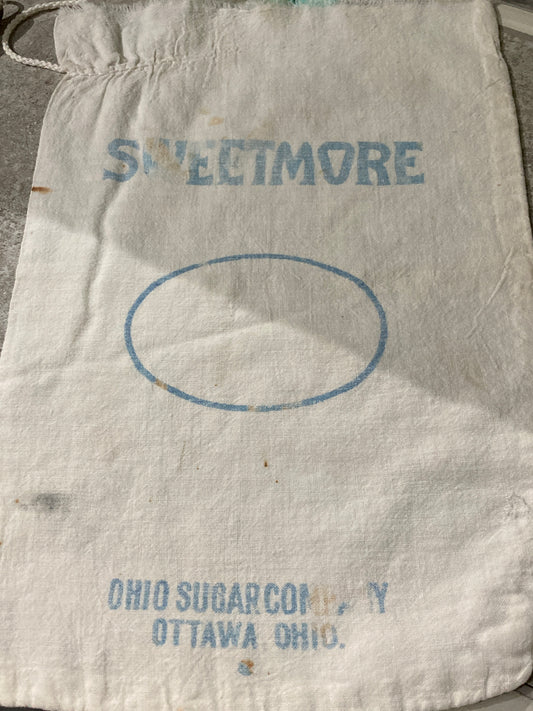 SWEETMORE
OHIO SUGAR COMPANY
OTTAWA OHIO.